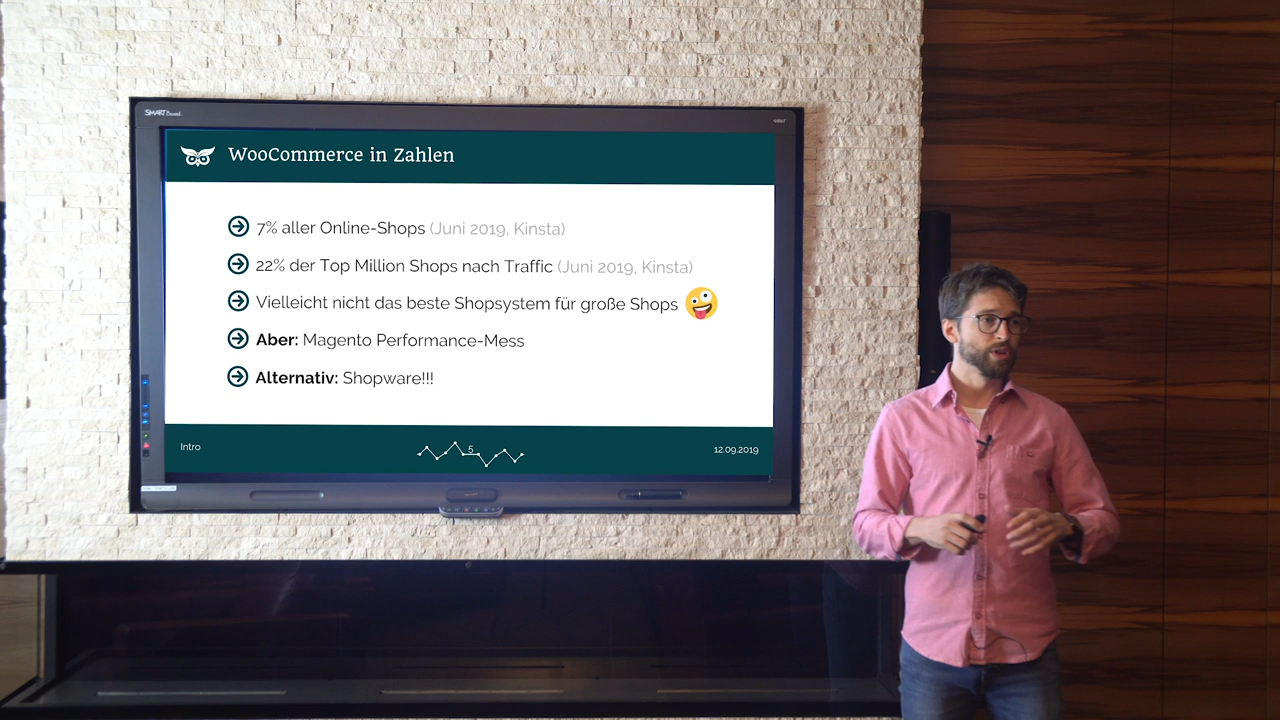 SMART Board
WooCommerce in Zahlen
7% aller Online-Shops (Juni 2019, Kinsta)
22% der Top Million Shops nach Traffic (Juni 2019, Kinsta)
Vielleicht nicht das beste Shopsystem für große Shops
Aber: Magento Performance-Mess
Alternativ: Shopware!!!
Intro
5
12.09.2019